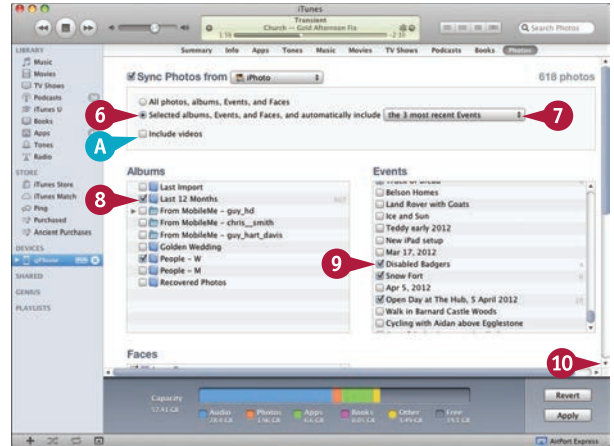 iTunes
Transient
Church — Gold Afternoon Fix
1:56
-2:35
Search Photos
LIBRARY
Music
Movies
TV Shows
Podcasts
iTunes U
Books
Apps
Tones
Radio
STORE
iTunes Store
iTunes Match
Ping
Purchased
Ancient Purchases
DEVICES
gPhone
SHARED
GENIUS
PLAYLISTS
Summary Info Apps Tones Music Movies TV Shows Podcasts Books Photos
Sync Photos from iPhoto 618 photos
All photos, albums, Events, and Faces
6 Selected albums, Events, and Faces, and automatically include the 3 most recent Events 7
A Include videos
Albums
Last Import
8 Last 12 Months
From MobileMe - guy_hd
From MobileMe - chris__smith
From MobileMe - guy_hart_davis
Golden Wedding
People - W
People - M
Recovered Photos
Events
Belson Homes
Land Rover with Goats
Ice and Sun
Teddy early 2012
New iPad setup
Mar 17, 2012
9 Disabled Badgers
Snow Fort
Apr 5, 2012
Open Day at The Hub, 5 April 2012
Walk in Barnard Castle Woods
Cycling with Aidan above Egglestone
Faces
10
Capacity
Audio Photos Apps Books Other Free
Revert
Apply
AirPort Express